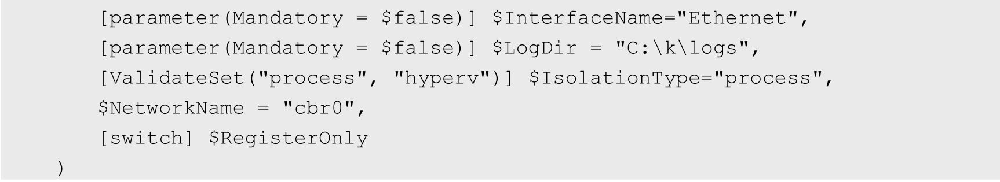 [parameter(Mandatory = $false)] $InterfaceName="Ethernet",
[parameter(Mandatory = $false)] $LogDir = "C:\k\logs",
[ValidateSet("process", "hyperv")] $IsolationType="process",
$NetworkName = "cbr0",
[switch] $RegisterOnly
)